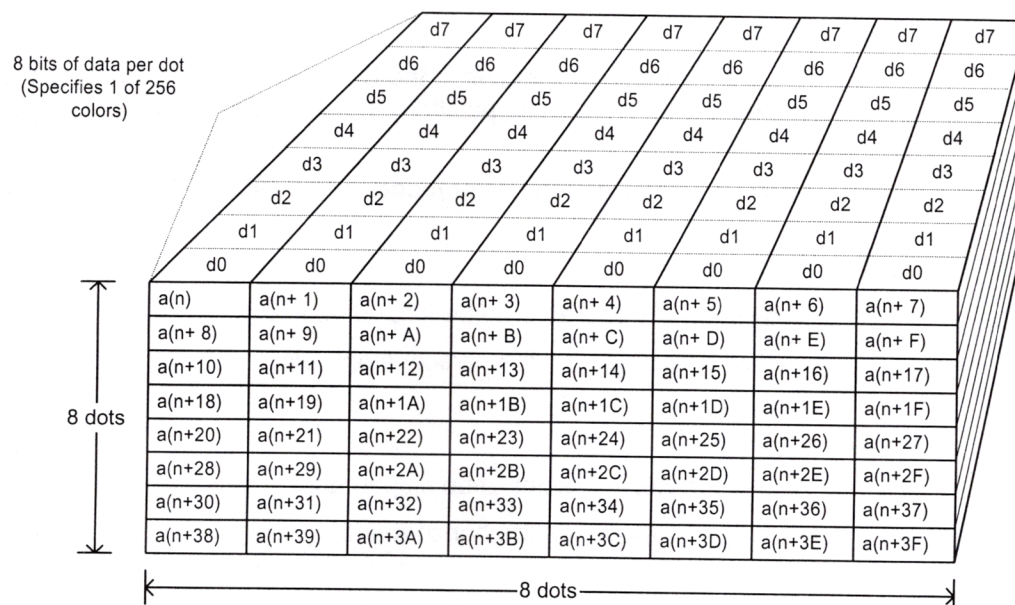 8 bits of data per dot
(Specifies 1 of 256
colors)
d7 d7 d7 d7 d7 d7 d7 d7
d6 d6 d6 d6 d6 d6 d6 d6
d5 d5 d5 d5 d5 d5 d5 d5
d4 d4 d4 d4 d4 d4 d4 d4
d3 d3 d3 d3 d3 d3 d3 d3
d2 d2 d2 d2 d2 d2 d2 d2
d1 d1 d1 d1 d1 d1 d1 d1
d0 d0 d0 d0 d0 d0 d0 d0
a(n) a(n+ 1) a(n+ 2) a(n+ 3) a(n+ 4) a(n+ 5) a(n+ 6) a(n+ 7)
a(n+ 8) a(n+ 9) a(n+ A) a(n+ B) a(n+ C) a(n+ D) a(n+ E) a(n+ F)
a(n+10) a(n+11) a(n+12) a(n+13) a(n+14) a(n+15) a(n+16) a(n+17)
a(n+18) a(n+19) a(n+1A) a(n+1B) a(n+1C) a(n+1D) a(n+1E) a(n+1F)
8 dots
a(n+20) a(n+21) a(n+22) a(n+23) a(n+24) a(n+25) a(n+26) a(n+27)
a(n+28) a(n+29) a(n+2A) a(n+2B) a(n+2C) a(n+2D) a(n+2E) a(n+2F)
a(n+30) a(n+31) a(n+32) a(n+33) a(n+34) a(n+35) a(n+36) a(n+37)
a(n+38) a(n+39) a(n+3A) a(n+3B) a(n+3C) a(n+3D) a(n+3E) a(n+3F)
8 dots